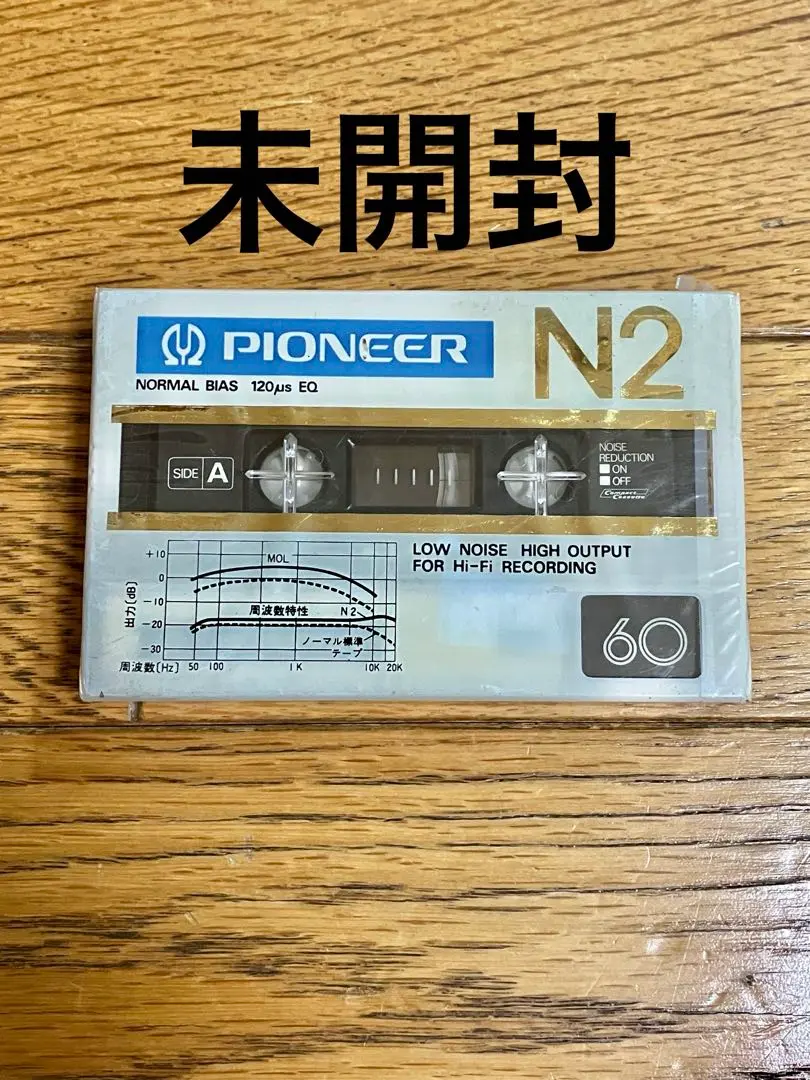 未開封
PIONEER
N2
NORMAL BIAS 120μs EQ
SIDE A
NOISE
REDUCTION
ON
OFF
Compact
Cassette
LOW NOISE HIGH OUTPUT
FOR Hi-Fi RECORDING
+10
0
-10
-20
-30
出力(dB)
MOL
周波数特性
N2
ノーマル標準
テープ
周波数(Hz) 50 100 1K 10K 20K
60